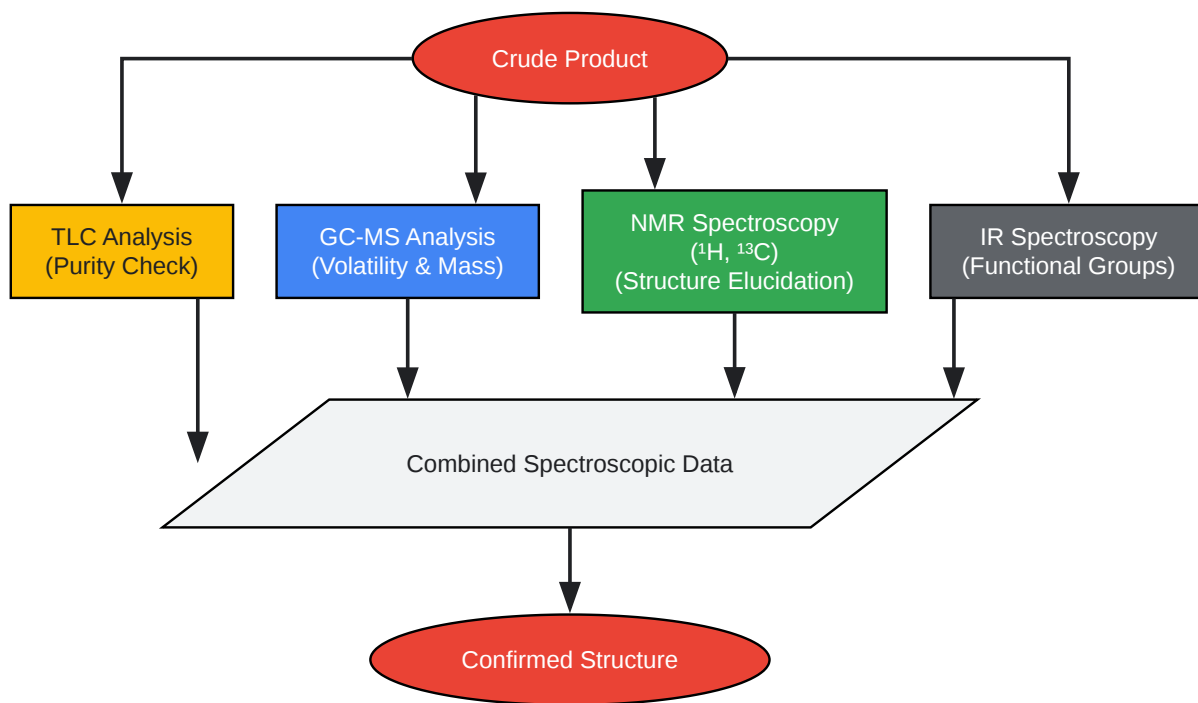 Crude Product
TLC Analysis
(Purity Check)
GC-MS Analysis
(Volatility & Mass)
NMR Spectroscopy
(¹H, ¹³C)
(Structure Elucidation)
IR Spectroscopy
(Functional Groups)
Combined Spectroscopic Data
Confirmed Structure